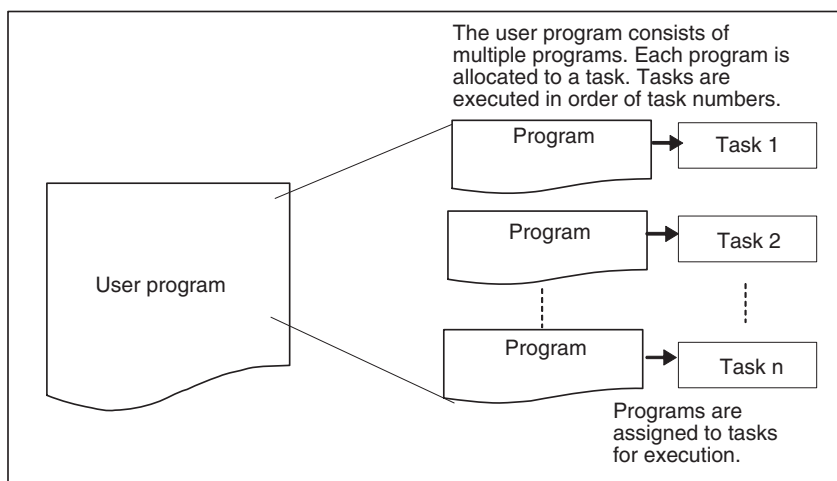 The user program consists of
multiple programs. Each program is
allocated to a task. Tasks are
executed in order of task numbers.
Program
Task 1
Program
Task 2
User program
Program
Task n
Programs are
assigned to tasks
for execution.